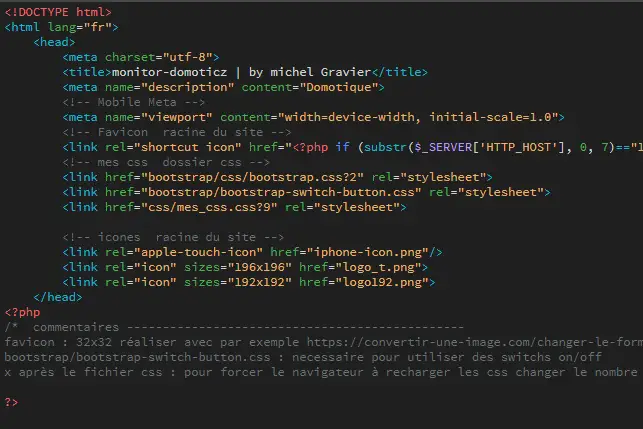 <!DOCTYPE html>
<html lang="fr">
<head>
<meta charset="utf-8">
<title>monitor-domoticz | by michel Gravier</title>
<meta name="description" content="Domotique">
<!-- Mobile Meta -->
<meta name="viewport" content="width=device-width, initial-scale=1.0">
<!-- Favicon  racine du site -->
<link rel="shortcut icon" href="<?php if (substr($_SERVER['HTTP_HOST'], 0, 7)=="1
<!-- mes css  dossier css -->
<link href="bootstrap/css/bootstrap.css?2" rel="stylesheet">
<link href="bootstrap/bootstrap-switch-button.css" rel="stylesheet">
<link href="css/mes_css.css?9" rel="stylesheet">
<!-- icones  racine du site -->
<link rel="apple-touch-icon" href="iphone-icon.png"/>
<link rel="icon" sizes="196x196" href="logo_t.png">
<link rel="icon" sizes="192x192" href="logo192.png">
</head>
<?php
/*  commentaires -----------------------------------------------
favicon : 32x32 réaliser avec par exemple https://convertir-une-image.com/changer-le-form
bootstrap/bootstrap-switch-button.css : necessaire pour utiliser des switchs on/off
x après le fichier css : pour forcer le navigateur à recharger les css changer le nombre
?>